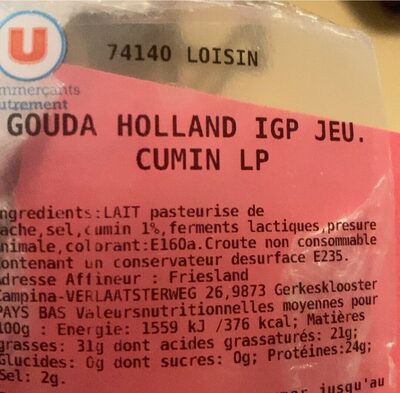 U
74140 LOISIN
mmerçants
utrement
GOUDA HOLLAND IGP JEU.
CUMIN LP
ngredients:LAIT pasteurise de
ache,sel,cumin 1%,ferments lactiques,presure
nimale,colorant:E160a.Croute non consommable
ontenant un conservateur desurface E235.
dresse Affineur : Friesland
Campina-VERLAATSTERWEG 26,9873 Gerkesklooster
PAYS BAS Valeursnutritionnelles moyennes pour
100g : Energie: 1559 kJ /376 kcal; Matières
grasses: 31g dont acides grassaturés: 21g;
Glucides: 0g dont sucres: 0g; Protéines:24g;
Sel: 2g.
jusqu'au